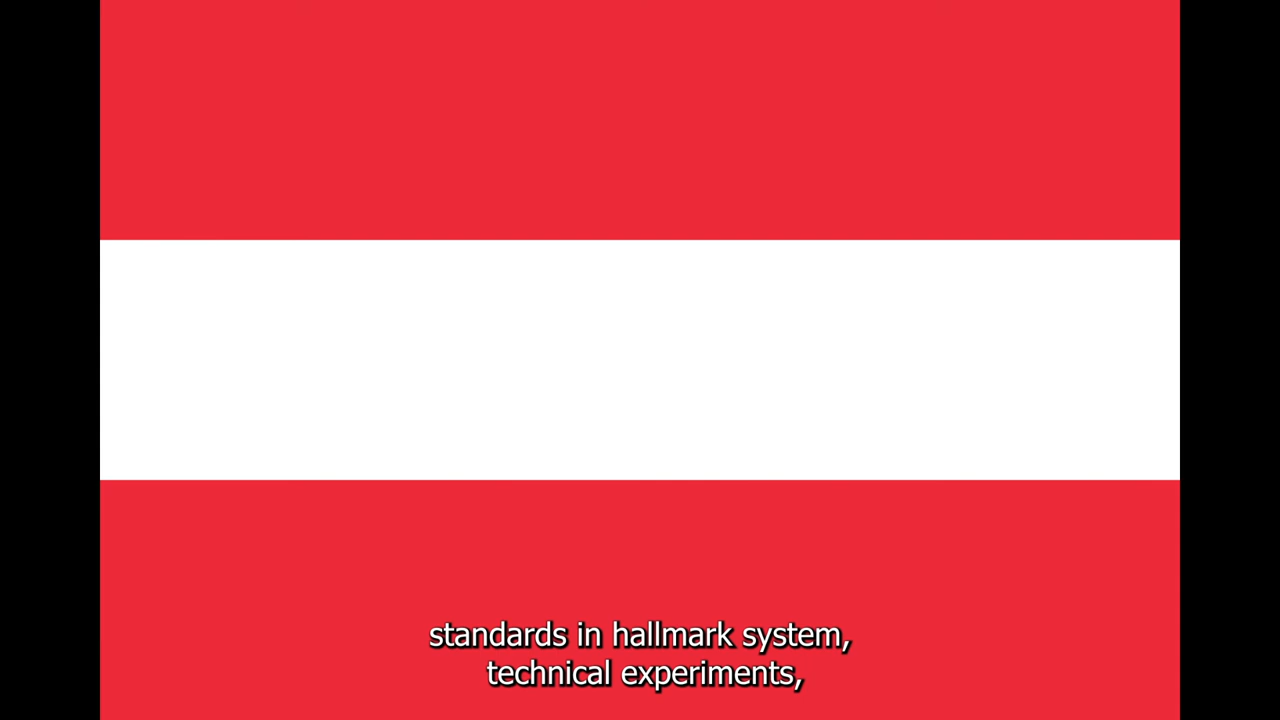 standards in hallmark system,
technical experiments,